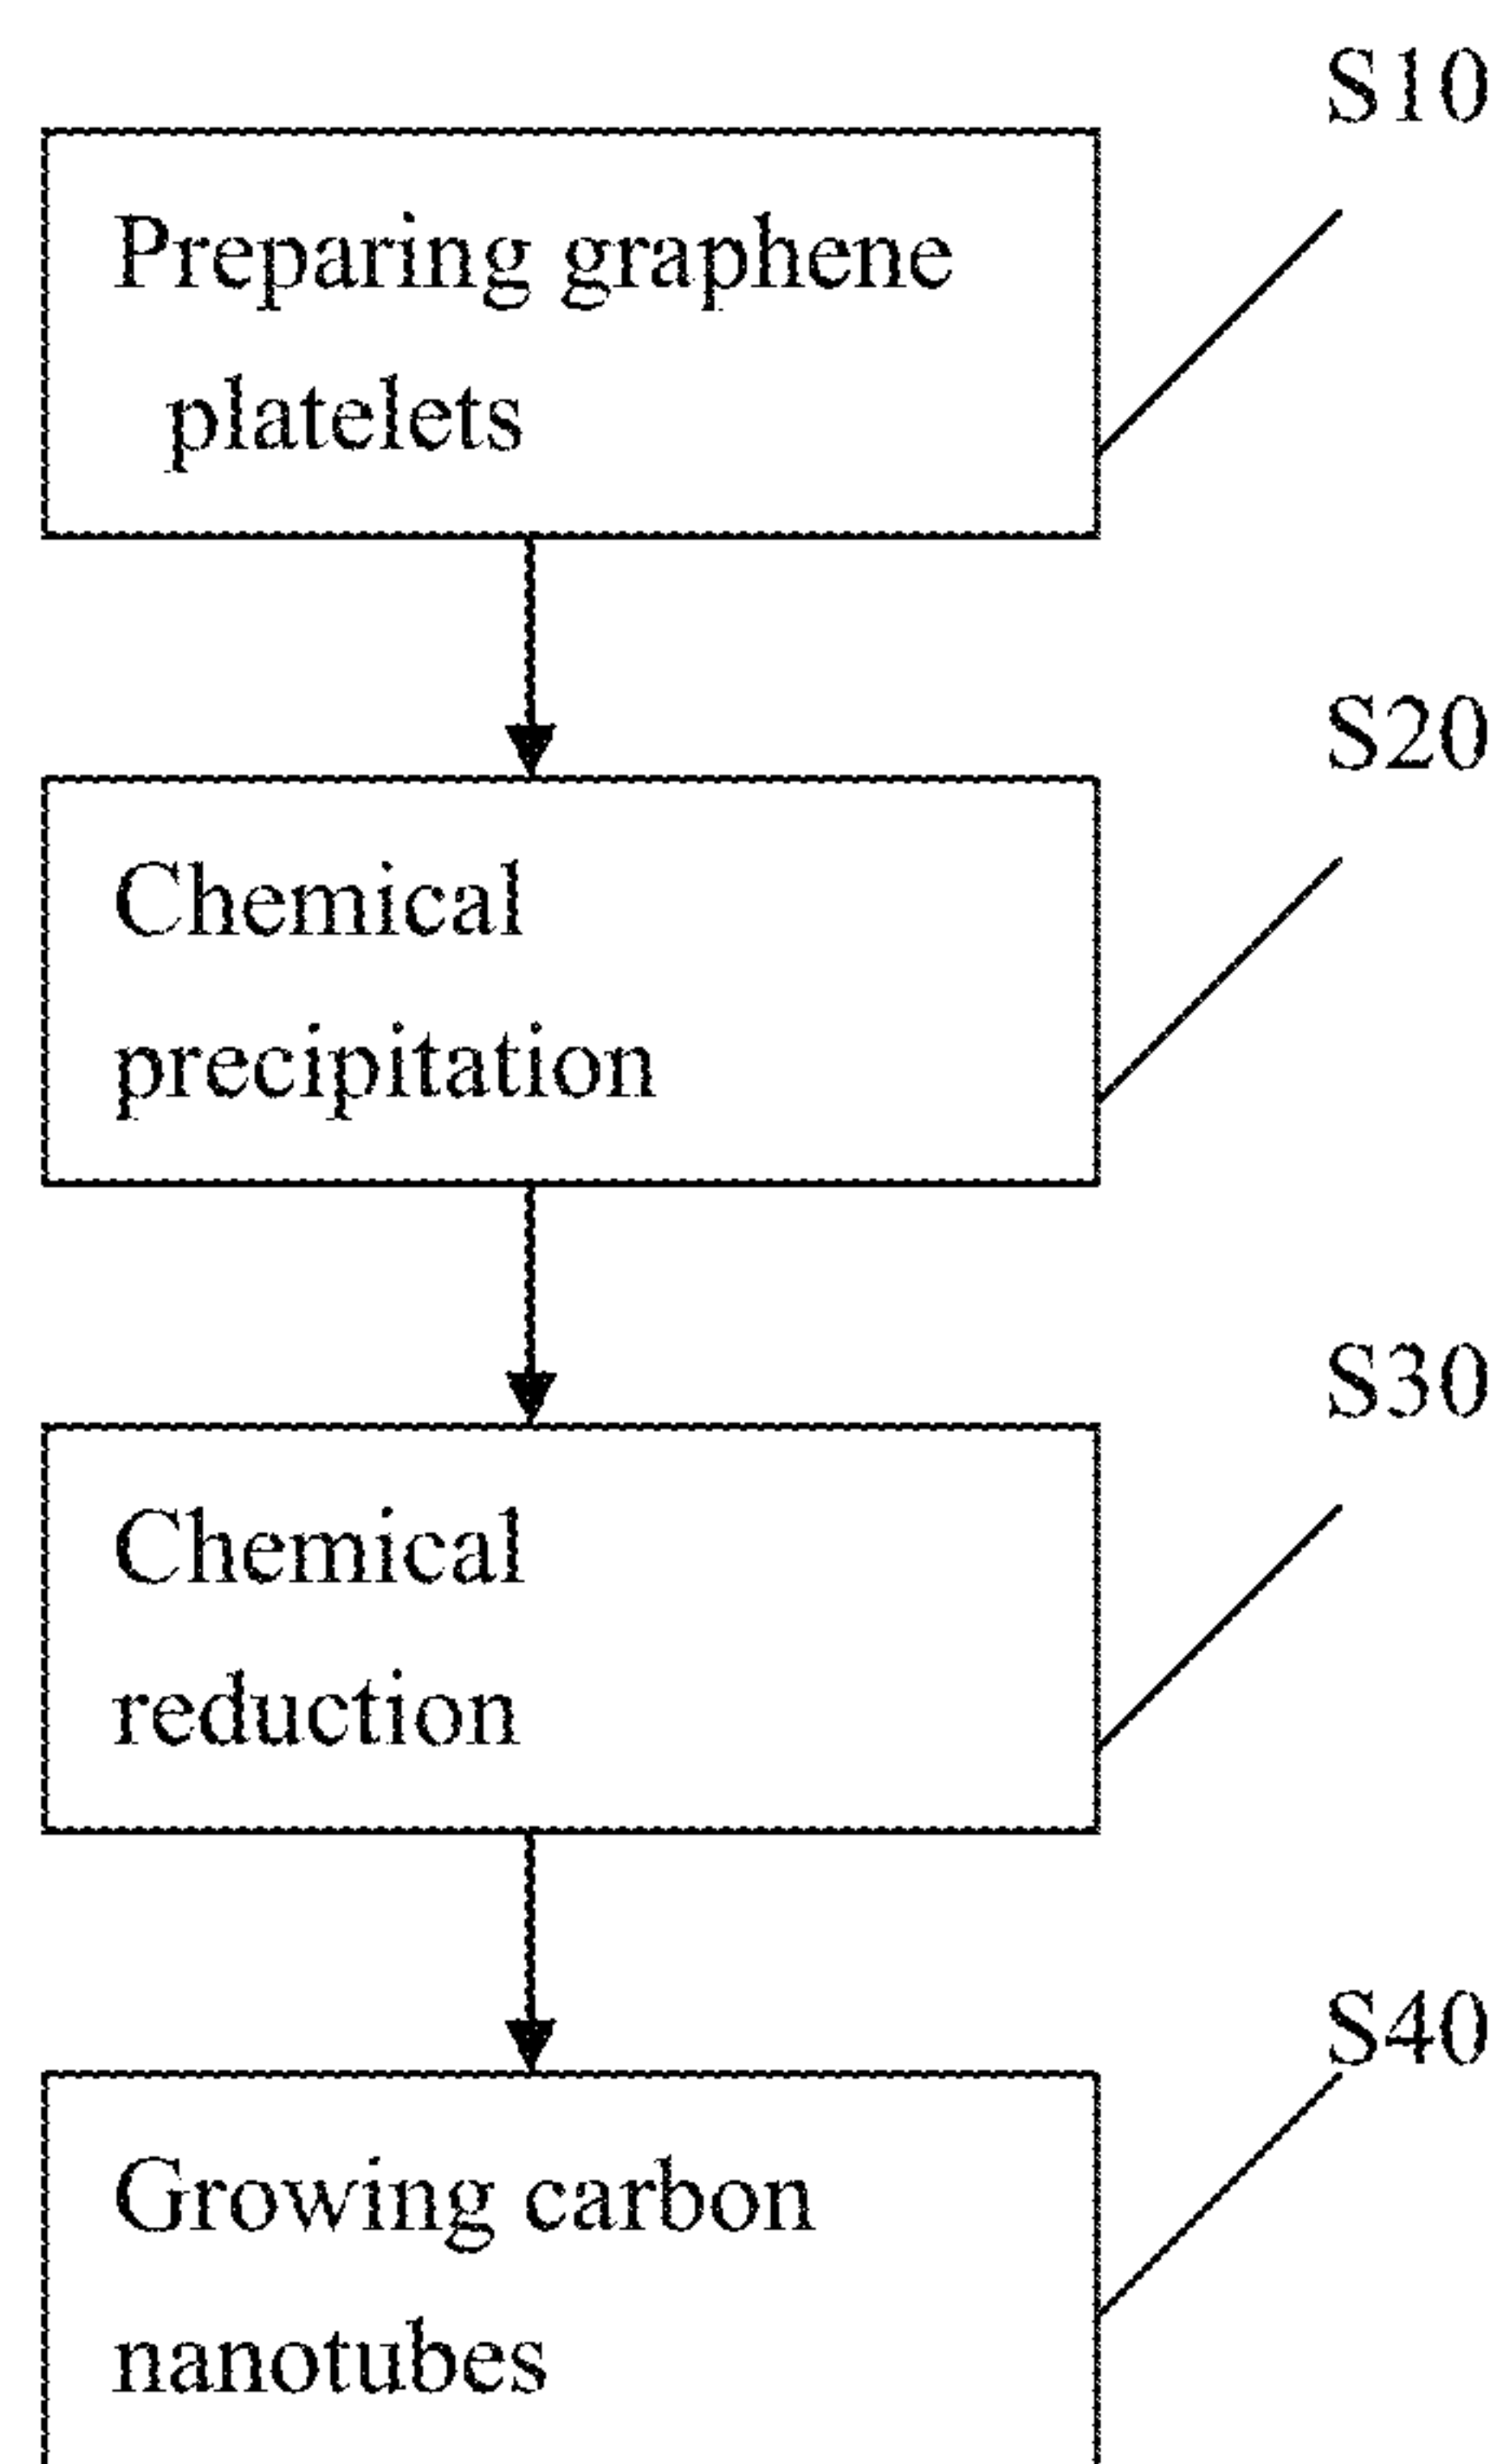 S10
Preparing graphene
platelets
S20
Chemical
precipitation
S30
Chemical
reduction
S40
Growing carbon
nanotubes